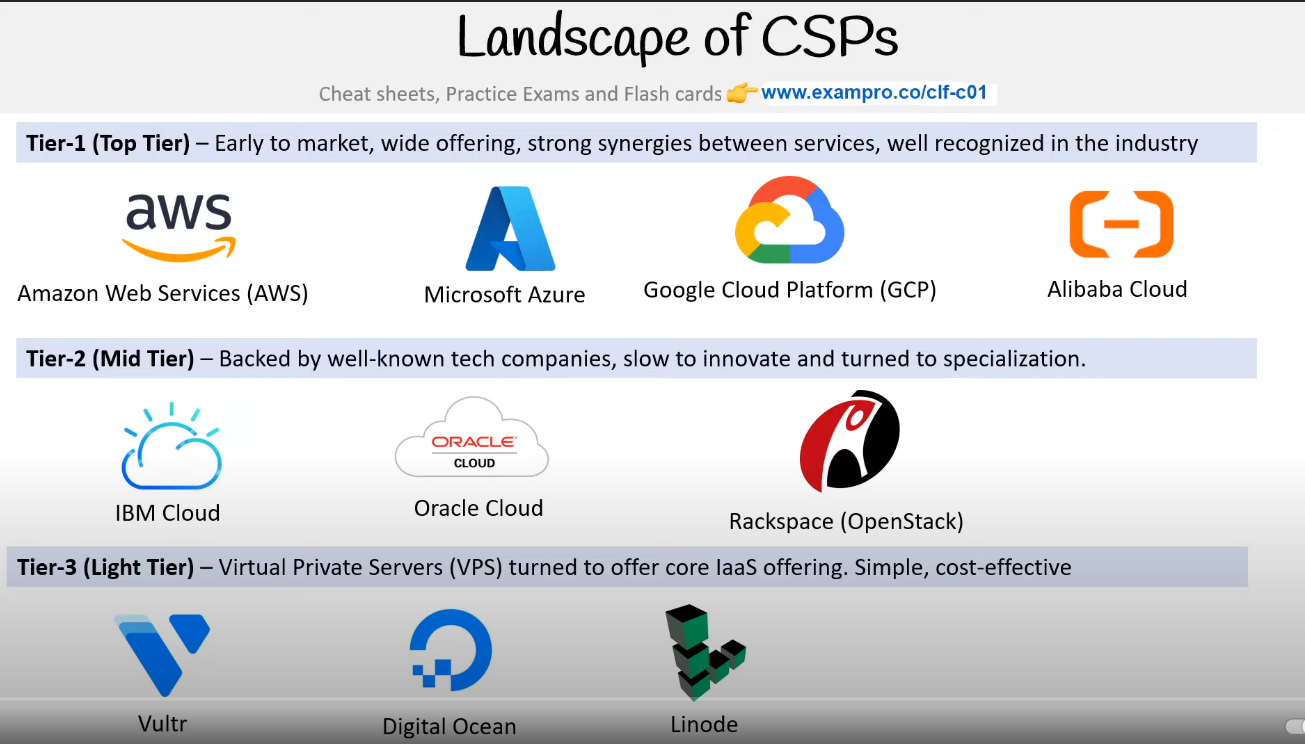 Landscape of CSPs
Cheat sheets, Practice Exams and Flash cards 👉 www.exampro.co/clf-c01
Tier-1 (Top Tier) – Early to market, wide offering, strong synergies between services, well recognized in the industry
aws
Amazon Web Services (AWS)
Microsoft Azure
Google Cloud Platform (GCP)
Alibaba Cloud
Tier-2 (Mid Tier) – Backed by well-known tech companies, slow to innovate and turned to specialization.
IBM Cloud
ORACLE
CLOUD
Oracle Cloud
Rackspace (OpenStack)
Tier-3 (Light Tier) – Virtual Private Servers (VPS) turned to offer core IaaS offering. Simple, cost-effective
Vultr
Digital Ocean
Linode